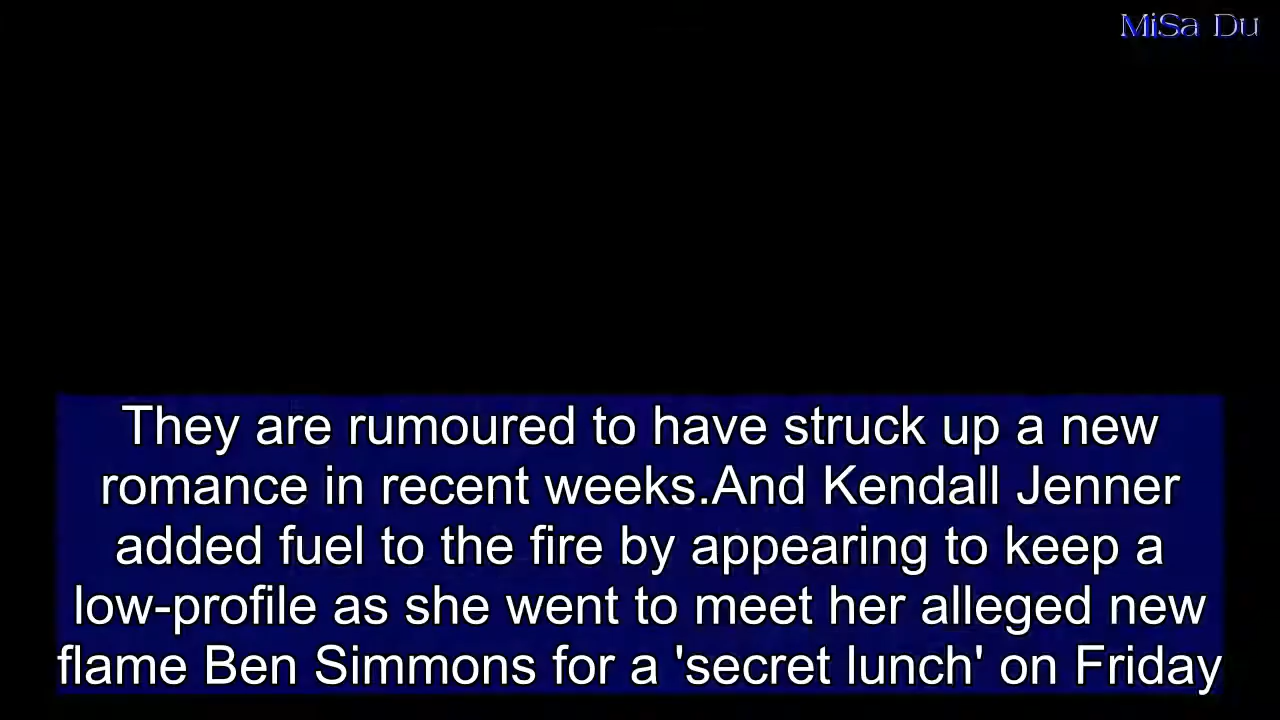 MiSa Du
They are rumoured to have struck up a new
romance in recent weeks.And Kendall Jenner
added fuel to the fire by appearing to keep a
low-profile as she went to meet her alleged new
flame Ben Simmons for a 'secret lunch' on Friday